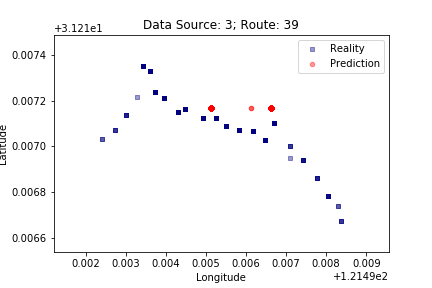 Data Source: 3; Route: 39
+3.121e1
Reality
Prediction
0.0074
0.0072
0.0070
0.0068
0.0066
Latitude
0.002 0.003 0.004 0.005 0.006 0.007 0.008 0.009
Longitude
+1.2149e2